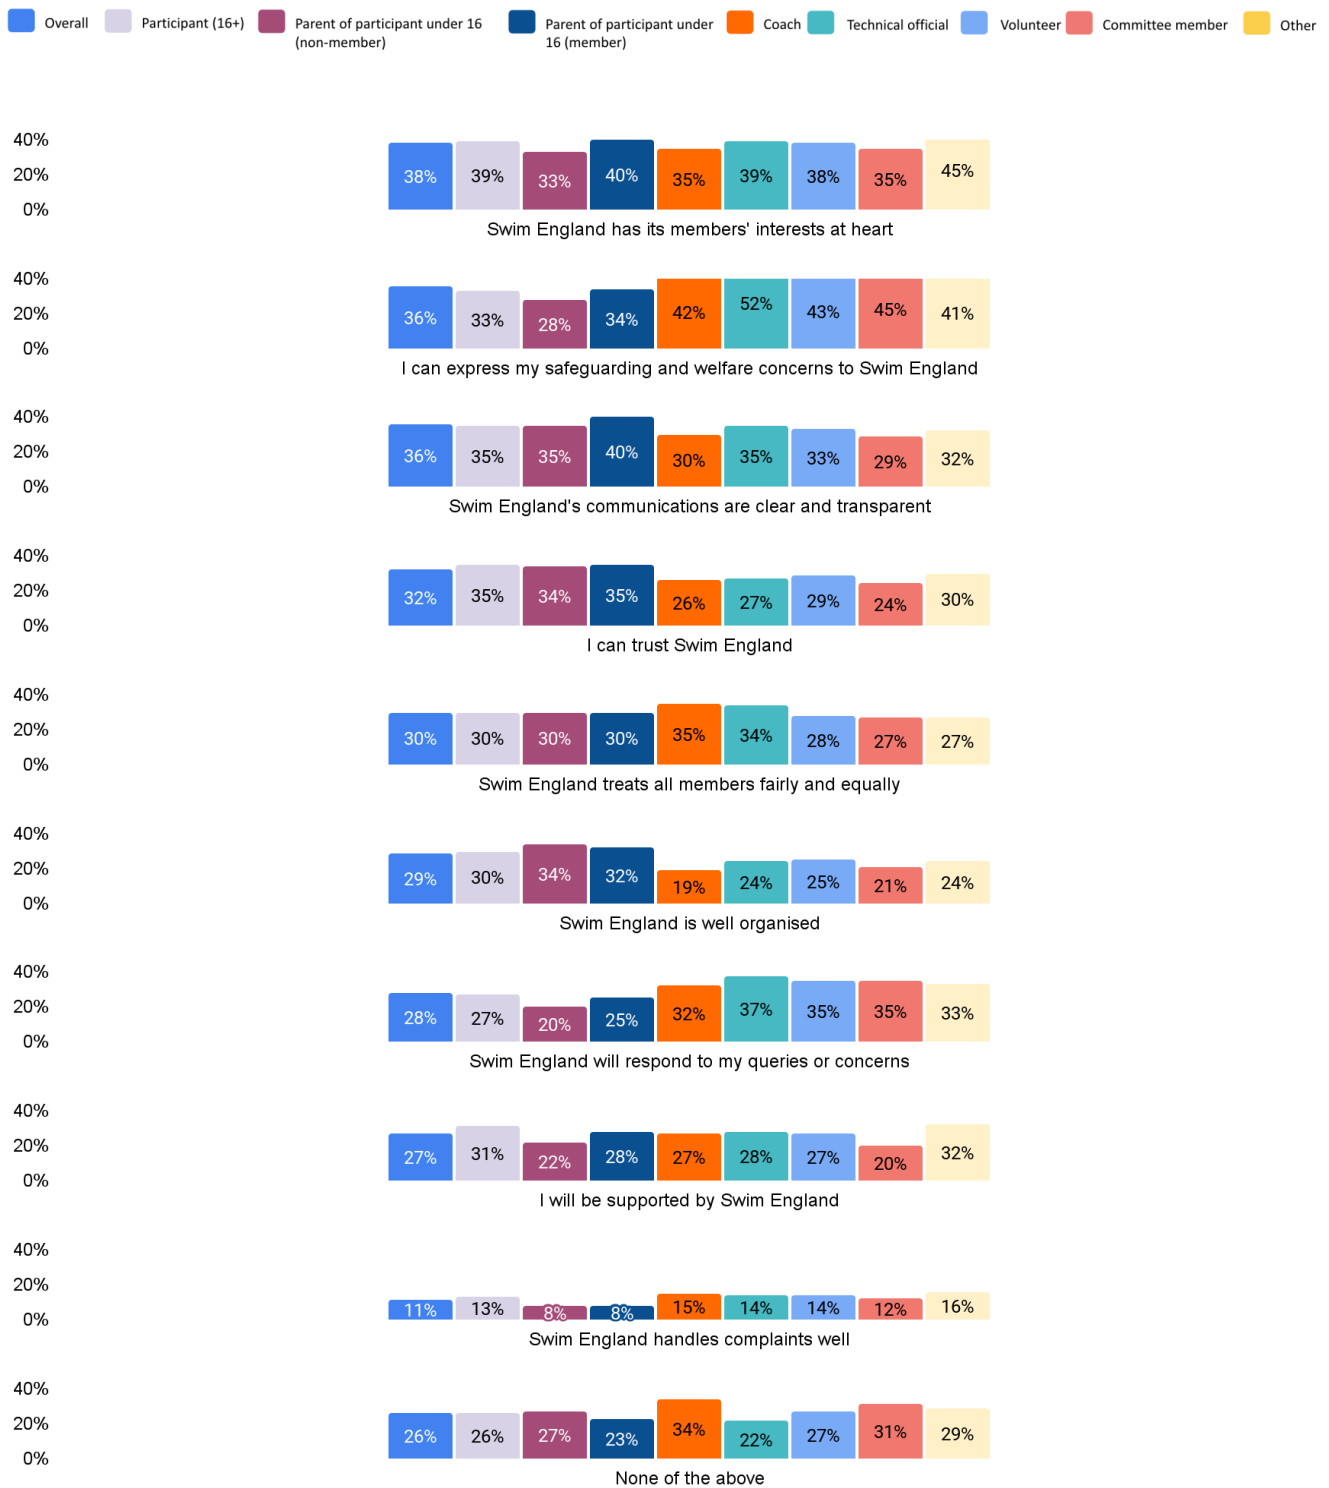 Overall
Participant (16+)
Parent of participant under 16
(non-member)
Parent of participant under
16 (member)
Coach
Technical official
Volunteer
Committee member
Other
40%
20%
0%
38% 39% 33% 40% 35% 39% 38% 35% 45%
Swim England has its members' interests at heart
40%
20%
0%
36% 33% 28% 34% 42% 52% 43% 45% 41%
I can express my safeguarding and welfare concerns to Swim England
40%
20%
0%
36% 35% 35% 40% 30% 35% 33% 29% 32%
Swim England's communications are clear and transparent
40%
20%
0%
32% 35% 34% 35% 26% 27% 29% 24% 30%
I can trust Swim England
40%
20%
0%
30% 30% 30% 30% 35% 34% 28% 27% 27%
Swim England treats all members fairly and equally
40%
20%
0%
29% 30% 34% 32% 19% 24% 25% 21% 24%
Swim England is well organised
40%
20%
0%
28% 27% 20% 25% 32% 37% 35% 35% 33%
Swim England will respond to my queries or concerns
40%
20%
0%
27% 31% 22% 28% 27% 28% 27% 20% 32%
I will be supported by Swim England
40%
20%
0%
11% 13% 8% 8% 15% 14% 14% 12% 16%
Swim England handles complaints well
40%
20%
0%
26% 26% 27% 23% 34% 22% 27% 31% 29%
None of the above